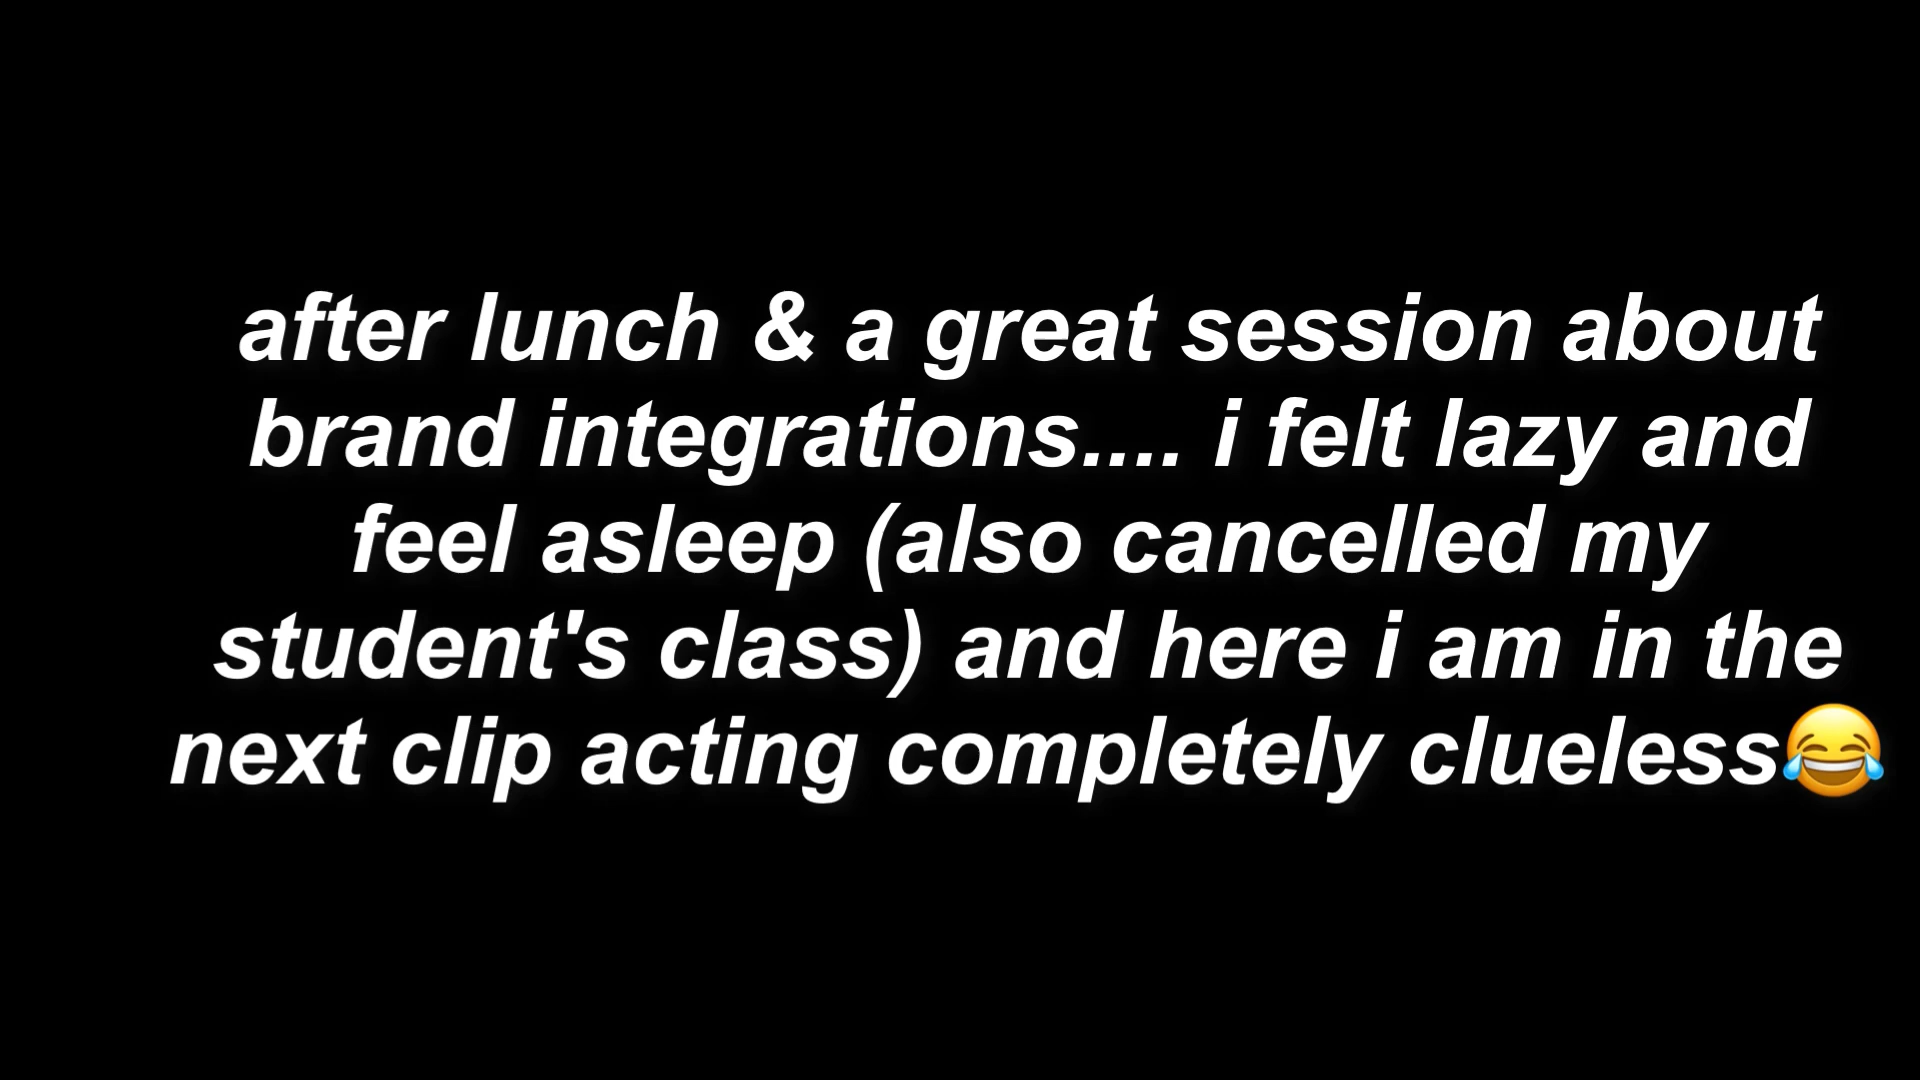 after lunch & a great session about
brand integrations.... i felt lazy and
feel asleep (also cancelled my
student's class) and here i am in the
next clip acting completely clueless😂